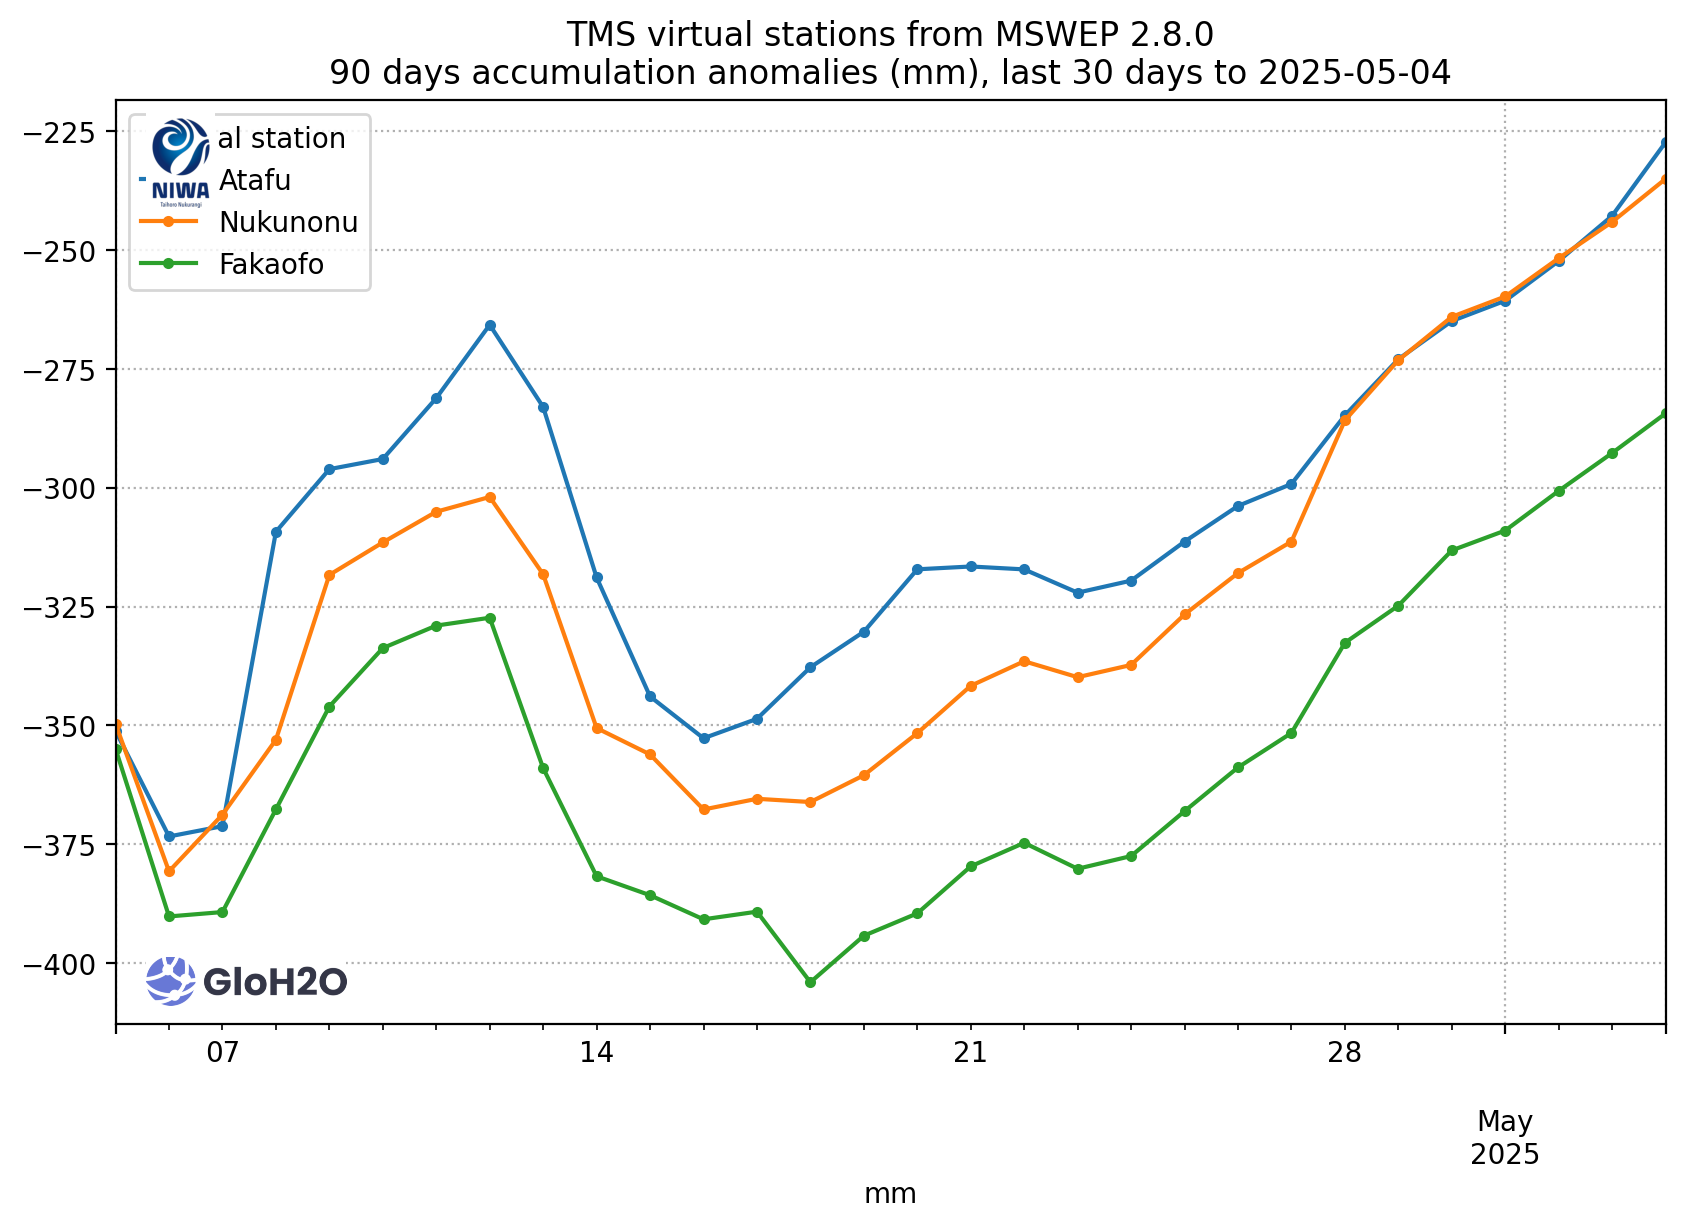 TMS virtual stations from MSWEP 2.8.0
90 days accumulation anomalies (mm), last 30 days to 2025-05-04
−225
−250
−275
−300
−325
−350
−375
−400
al station
Atafu
Nukunonu
Fakaofo
NIWA
Taihoro Nukurangi
GloH2O
07
14
21
28
May
2025
mm